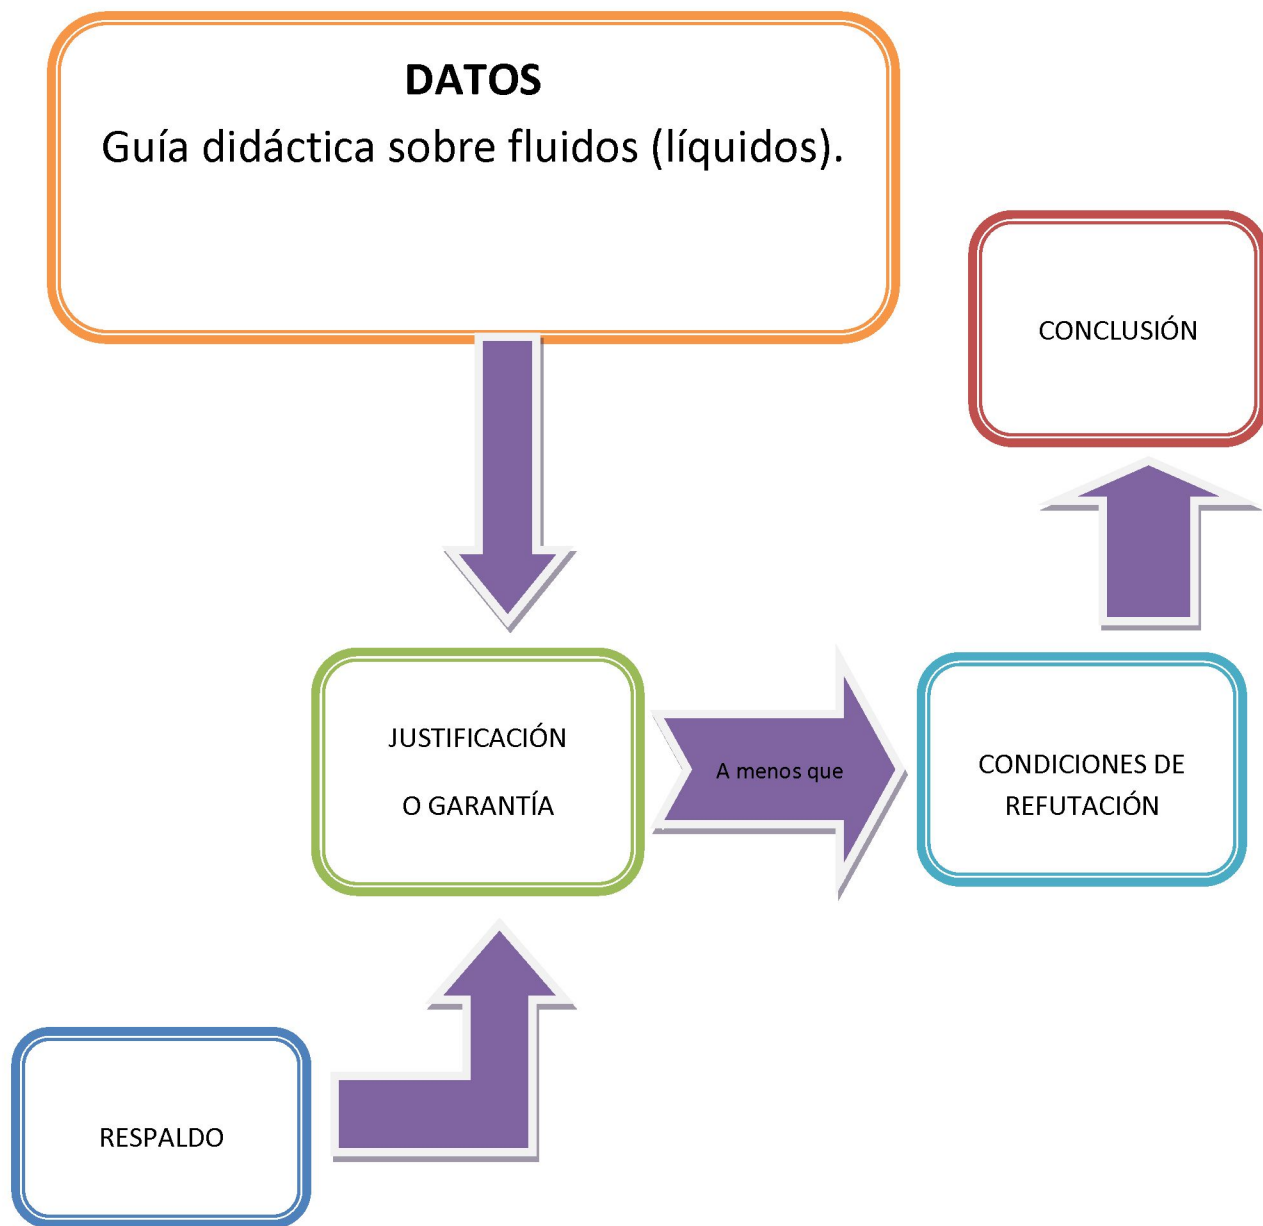 DATOS
Guía didáctica sobre fluidos (líquidos).
CONCLUSIÓN
JUSTIFICACIÓN
O GARANTÍA
A menos que
CONDICIONES DE
REFUTACIÓN
RESPALDO